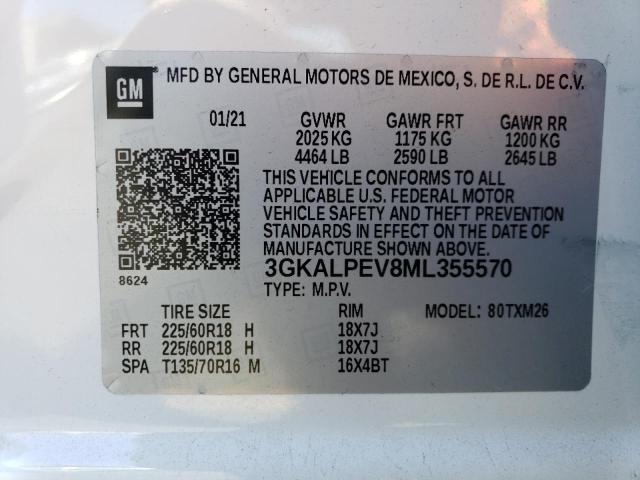 GM
MFD BY GENERAL MOTORS DE MEXICO, S. DE R.L. DE C.V.
01/21 GVWR GAWR FRT GAWR RR
2025 KG 1175 KG 1200 KG
4464 LB 2590 LB 2645 LB
THIS VEHICLE CONFORMS TO ALL
APPLICABLE U.S. FEDERAL MOTOR
VEHICLE SAFETY AND THEFT PREVENTION
STANDARDS IN EFFECT ON THE DATE OF
MANUFACTURE SHOWN ABOVE.
3GKALPEV8ML355570
8624
TYPE: M.P.V.
TIRE SIZE RIM MODEL: 80TXM26
FRT 225/60R18 H 18X7J
RR 225/60R18 H 18X7J
SPA T135/70R16 M 16X4BT